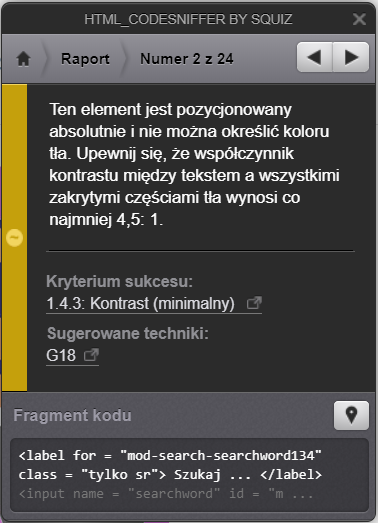 HTML_CODESNIFFER BY SQUIZ
Raport
Numer 2 z 24
Ten element jest pozycjonowany
absolutnie i nie można określić koloru
tła. Upewnij się, że współczynnik
kontrastu między tekstem a wszystkimi
zakrytymi częściami tła wynosi co
najmniej 4,5: 1.
Kryterium sukcesu:
1.4.3: Kontrast (minimalny)
Sugerowane techniki:
G18
Fragment kodu
<label for = "mod-search-searchword134"
class = "tylko sr"> Szukaj ... </label>
<input name = "searchword" id = "m ...